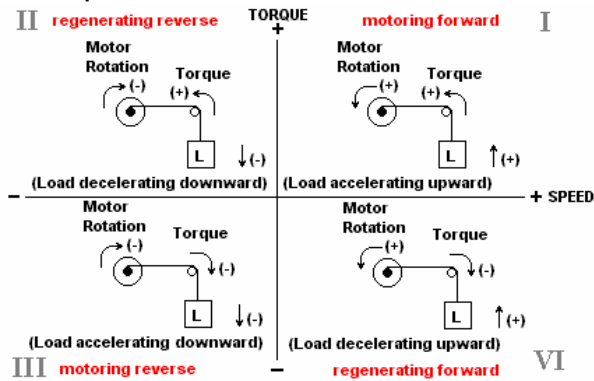 II regenerating reverse TORQUE motoring forward I
+
Motor
Rotation
(-)
Torque
(+)
L
(-)
(Load decelerating downward)
Motor
Rotation
(+)
Torque
(+)
L
(+)
(Load accelerating upward)
- + SPEED
Motor
Rotation
(-)
Torque
(-)
L
(-)
(Load accelerating downward)
Motor
Rotation
(+)
Torque
(-)
L
(+)
(Load decelerating upward)
III motoring reverse - regenerating forward VI